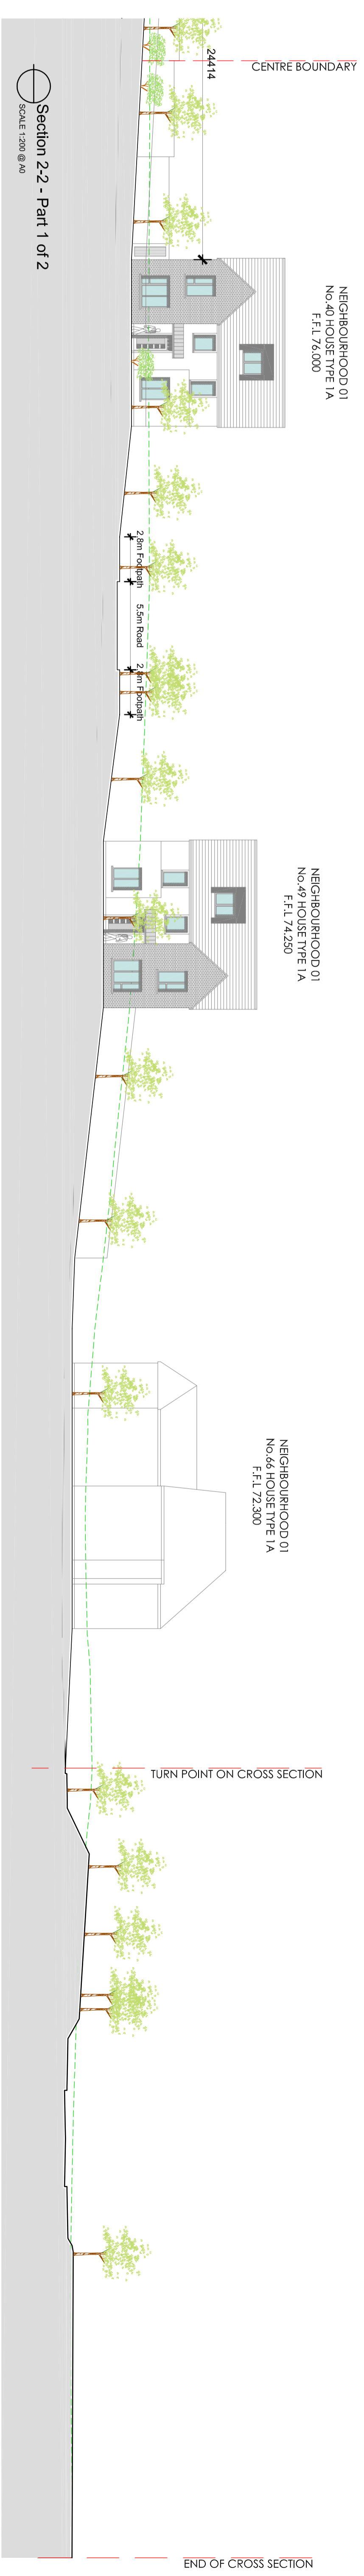 CENTRE BOUNDARY
24414
NEIGHBOURHOOD 01
No.40 HOUSE TYPE 1A
F.F.L 76.000
2.8m Footpath
5.5m Road
2.8m Footpath
NEIGHBOURHOOD 01
No.49 HOUSE TYPE 1A
F.F.L 74.250
NEIGHBOURHOOD 01
No.66 HOUSE TYPE 1A
F.F.L 72.300
TURN POINT ON CROSS SECTION
END OF CROSS SECTION
Section 2-2 - Part 1 of 2
SCALE 1:200 @ A0